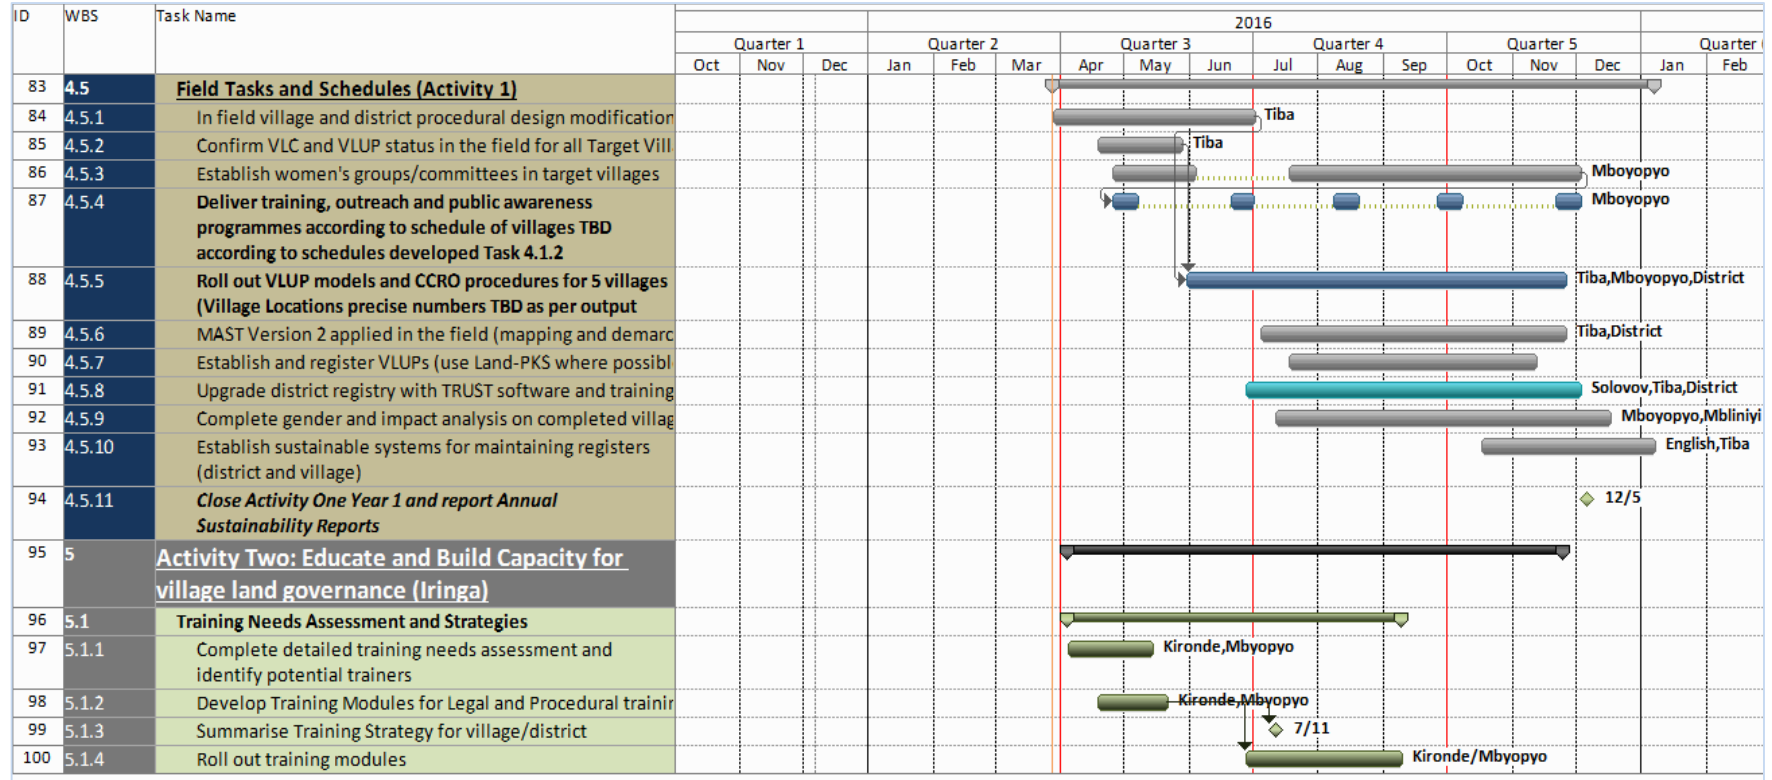 ID WBS Task Name
2016
Quarter 1 Quarter 2 Quarter 3 Quarter 4 Quarter 5 Quarter
Oct Nov Dec Jan Feb Mar Apr May Jun Jul Aug Sep Oct Nov Dec Jan Feb
83 4.5 Field Tasks and Schedules (Activity 1)
84 4.5.1 In field village and district procedural design modification Tiba
85 4.5.2 Confirm VLC and VLUP status in the field for all Target Vill Tiba
86 4.5.3 Establish women's groups/committees in target villages Mboyopyo
87 4.5.4 Deliver training, outreach and public awareness Mboyopyo
programmes according to schedule of villages TBD
according to schedules developed Task 4.1.2
88 4.5.5 Roll out VLUP models and CCRO procedures for 5 villages Tiba,Mboyopyo,District
(Village Locations precise numbers TBD as per output
89 4.5.6 MAST Version 2 applied in the field (mapping and demarc Tiba,District
90 4.5.7 Establish and register VLUPs (use Land-PKS where possibl
91 4.5.8 Upgrade district registry with TRUST software and training Solovov,Tiba,District
92 4.5.9 Complete gender and impact analysis on completed villag Mboyopyo,Mbliniyi
93 4.5.10 Establish sustainable systems for maintaining registers English,Tiba
(district and village)
94 4.5.11 Close Activity One Year 1 and report Annual 12/5
Sustainability Reports
95 5 Activity Two: Educate and Build Capacity for
village land governance (Iringa)
96 5.1 Training Needs Assessment and Strategies
97 5.1.1 Complete detailed training needs assessment and Kironde,Mbyopyo
identify potential trainers
98 5.1.2 Develop Training Modules for Legal and Procedural trainin Kironde,Mbyopyo
99 5.1.3 Summarise Training Strategy for village/district 7/11
100 5.1.4 Roll out training modules Kironde/Mbyopyo